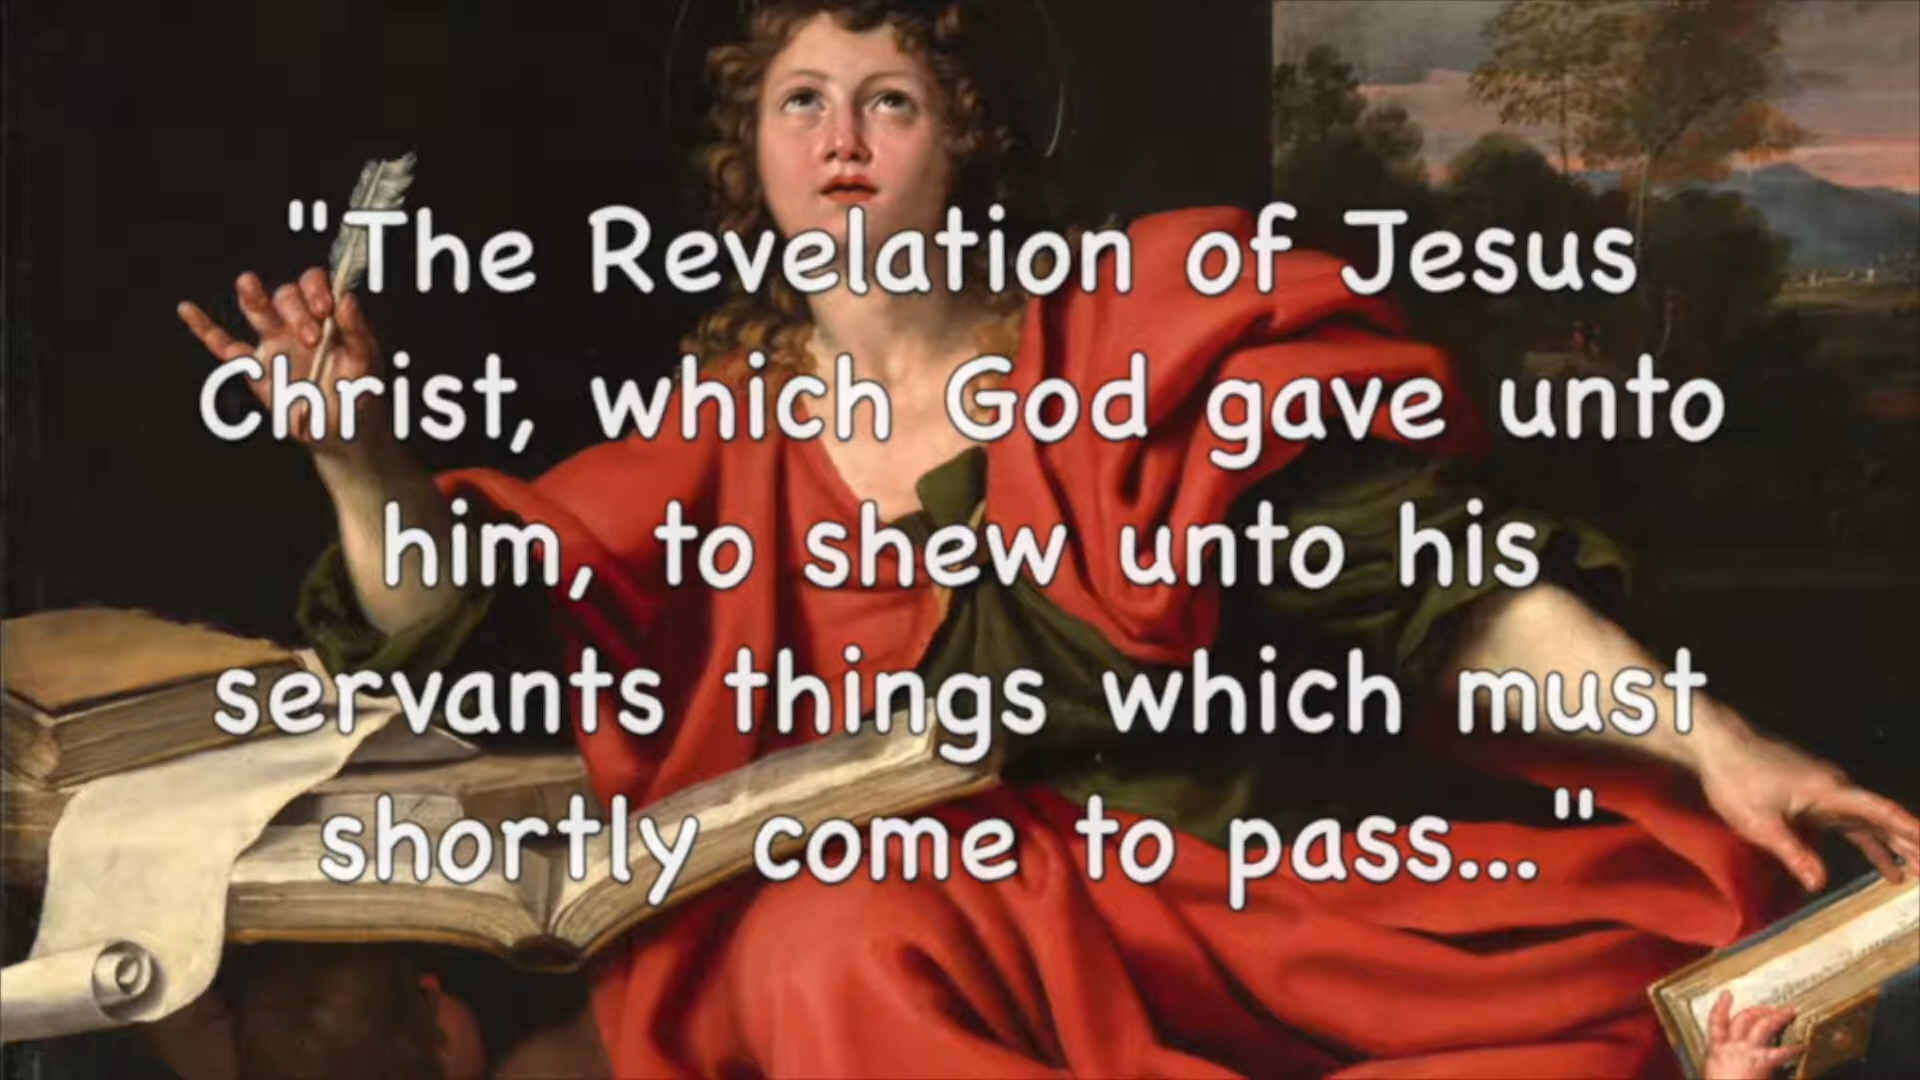 "The Revelation of Jesus
Christ, which God gave unto
him, to shew unto his
servants things which must
shortly come to pass..."